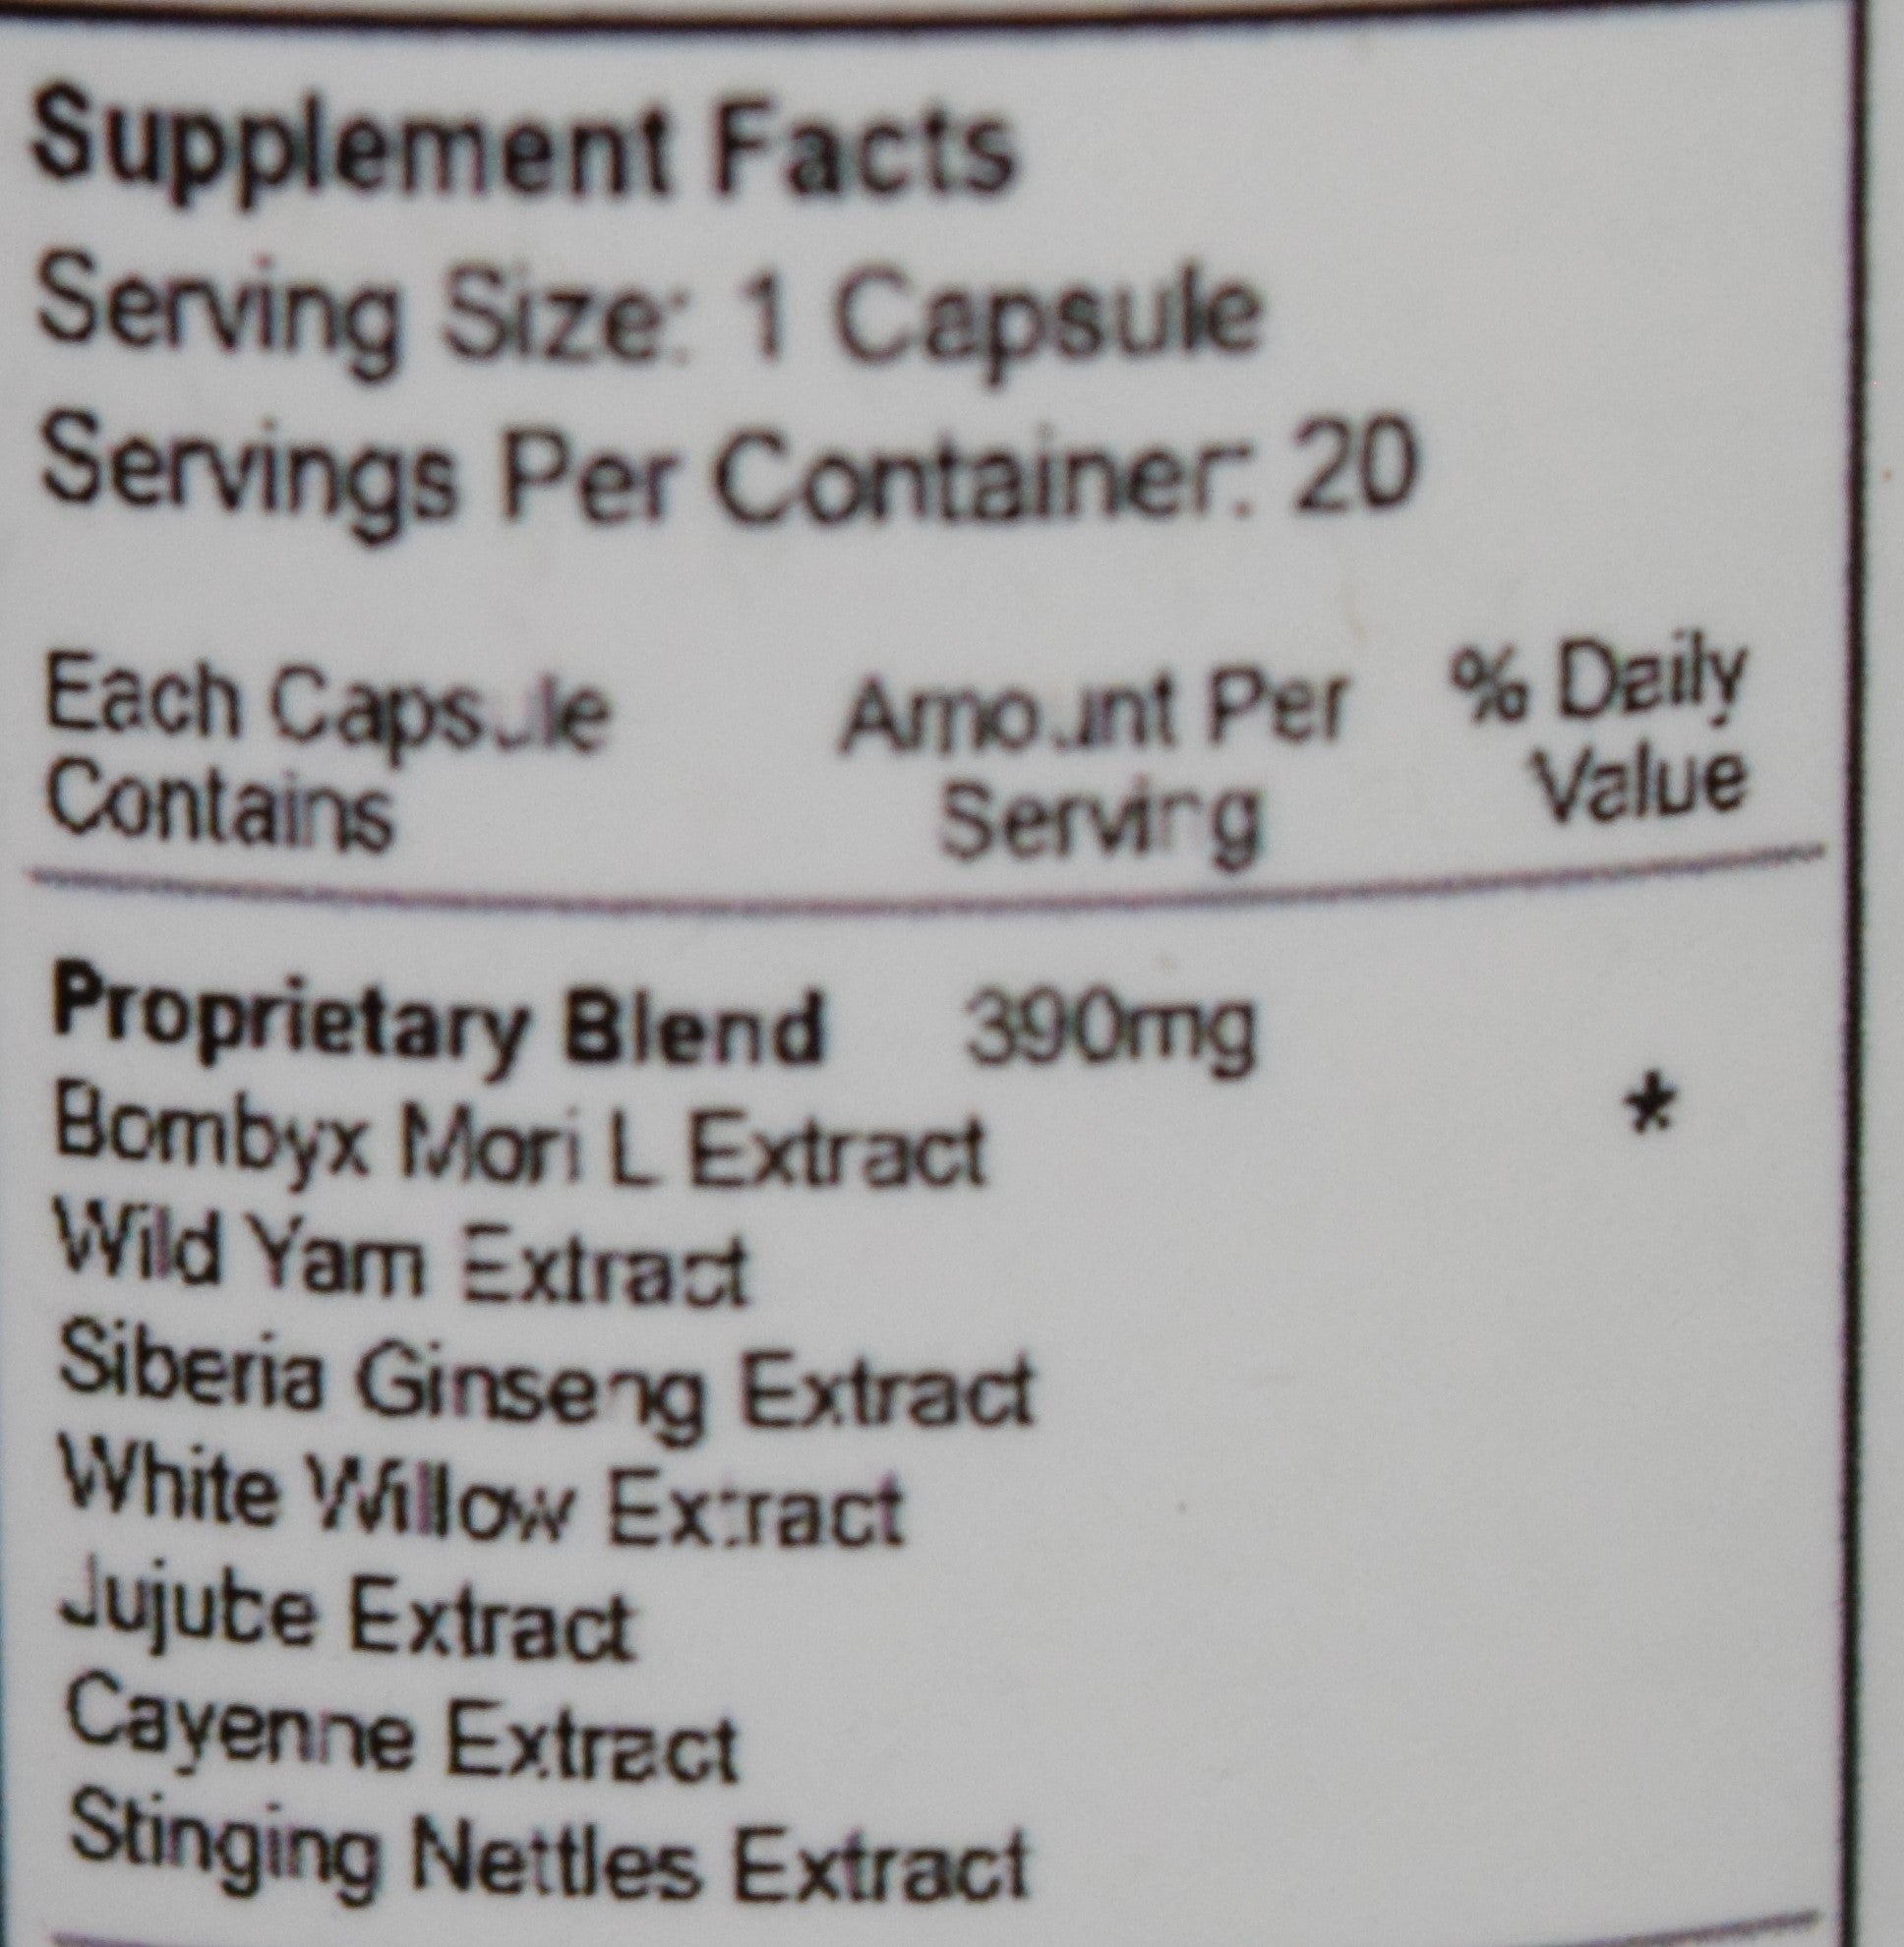 Supplement Facts
Serving Size: 1 Capsule
Servings Per Container: 20
Each Capsule Contains
Amount Per Serving
% Daily Value
Proprietary Blend 390mg
*
Bombyx Mori L Extract
Wild Yam Extract
Siberia Ginseng Extract
White Willow Extract
Jujube Extract
Cayenne Extract
Stinging Nettles Extract